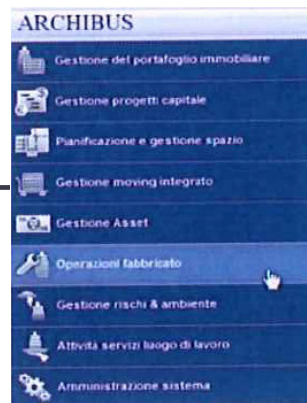 ARCHIBUS
Gestione del portafoglio immobiliare
Gestione progetti capitale
Pianificazione e gestione spazio
Gestione moving integrato
Gestione Asset
Operazioni fabbricato
Gestione rischi & ambiente
Attività servizi luogo di lavoro
Amministrazione sistema